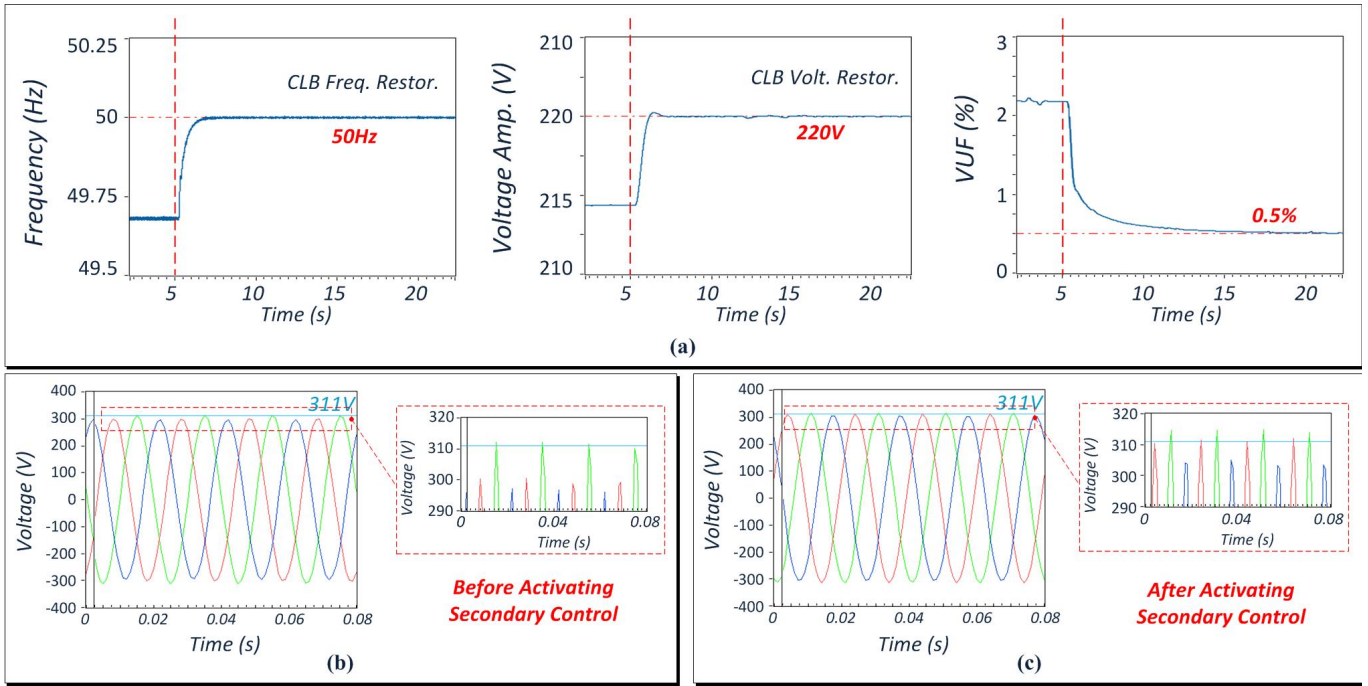 50.25
50
49.75
49.5
Frequency (Hz)
CLB Freq. Restor.
50Hz
5
10
15
20
Time (s)
210
220
215
210
Voltage Amp. (V)
CLB Volt. Restor.
220V
5
10
15
20
Time (s)
3
2
1
0
VUF (%)
0.5%
5
10
15
20
Time (s)
(a)
400
300
200
100
0
-100
-200
-300
-400
Voltage (V)
311V
0
0.02
0.04
0.06
0.08
Time (s)
320
310
300
290
Voltage (V)
0
0.04
0.08
Time (s)
Before Activating
Secondary Control
(b)
400
300
200
100
0
-100
-200
-300
-400
Voltage (V)
311V
0
0.02
0.04
0.06
0.08
Time (s)
320
310
300
290
Voltage (V)
0
0.04
0.08
Time (s)
After Activating
Secondary Control
(c)